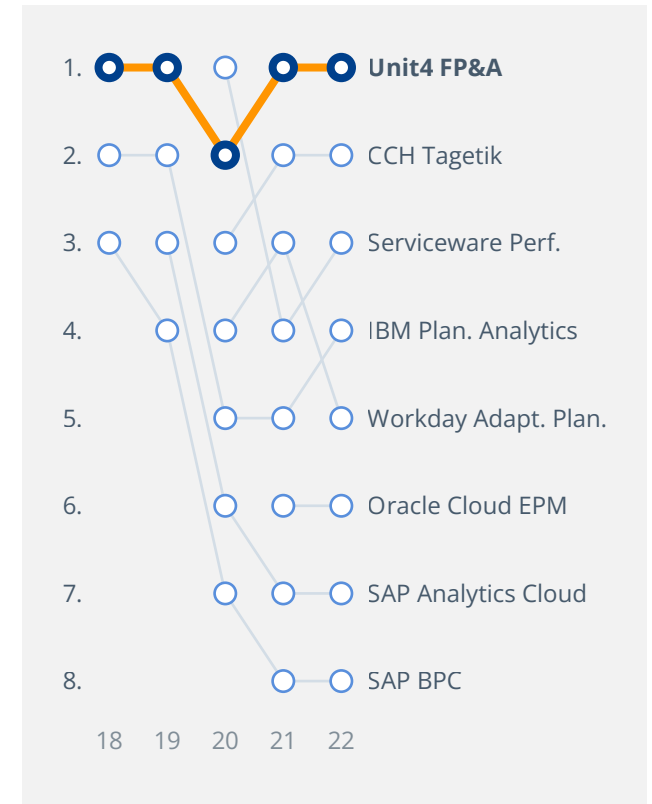 1. Unit4 FP&A
2. CCH Tagetik
3. Serviceware Perf.
4. IBM Plan. Analytics
5. Workday Adapt. Plan.
6. Oracle Cloud EPM
7. SAP Analytics Cloud
8. SAP BPC
18 19 20 21 22